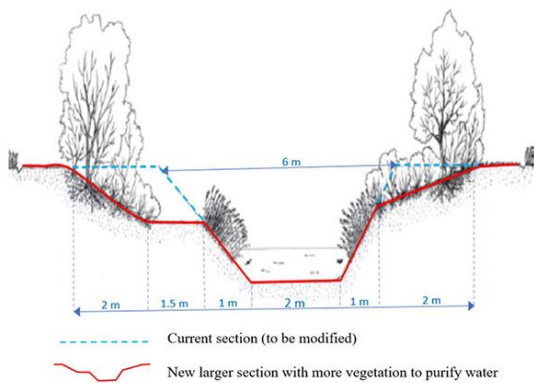 6 m
2 m 1.5 m 1 m 2 m 1 m 2 m
Current section (to be modified)
New larger section with more vegetation to purify water